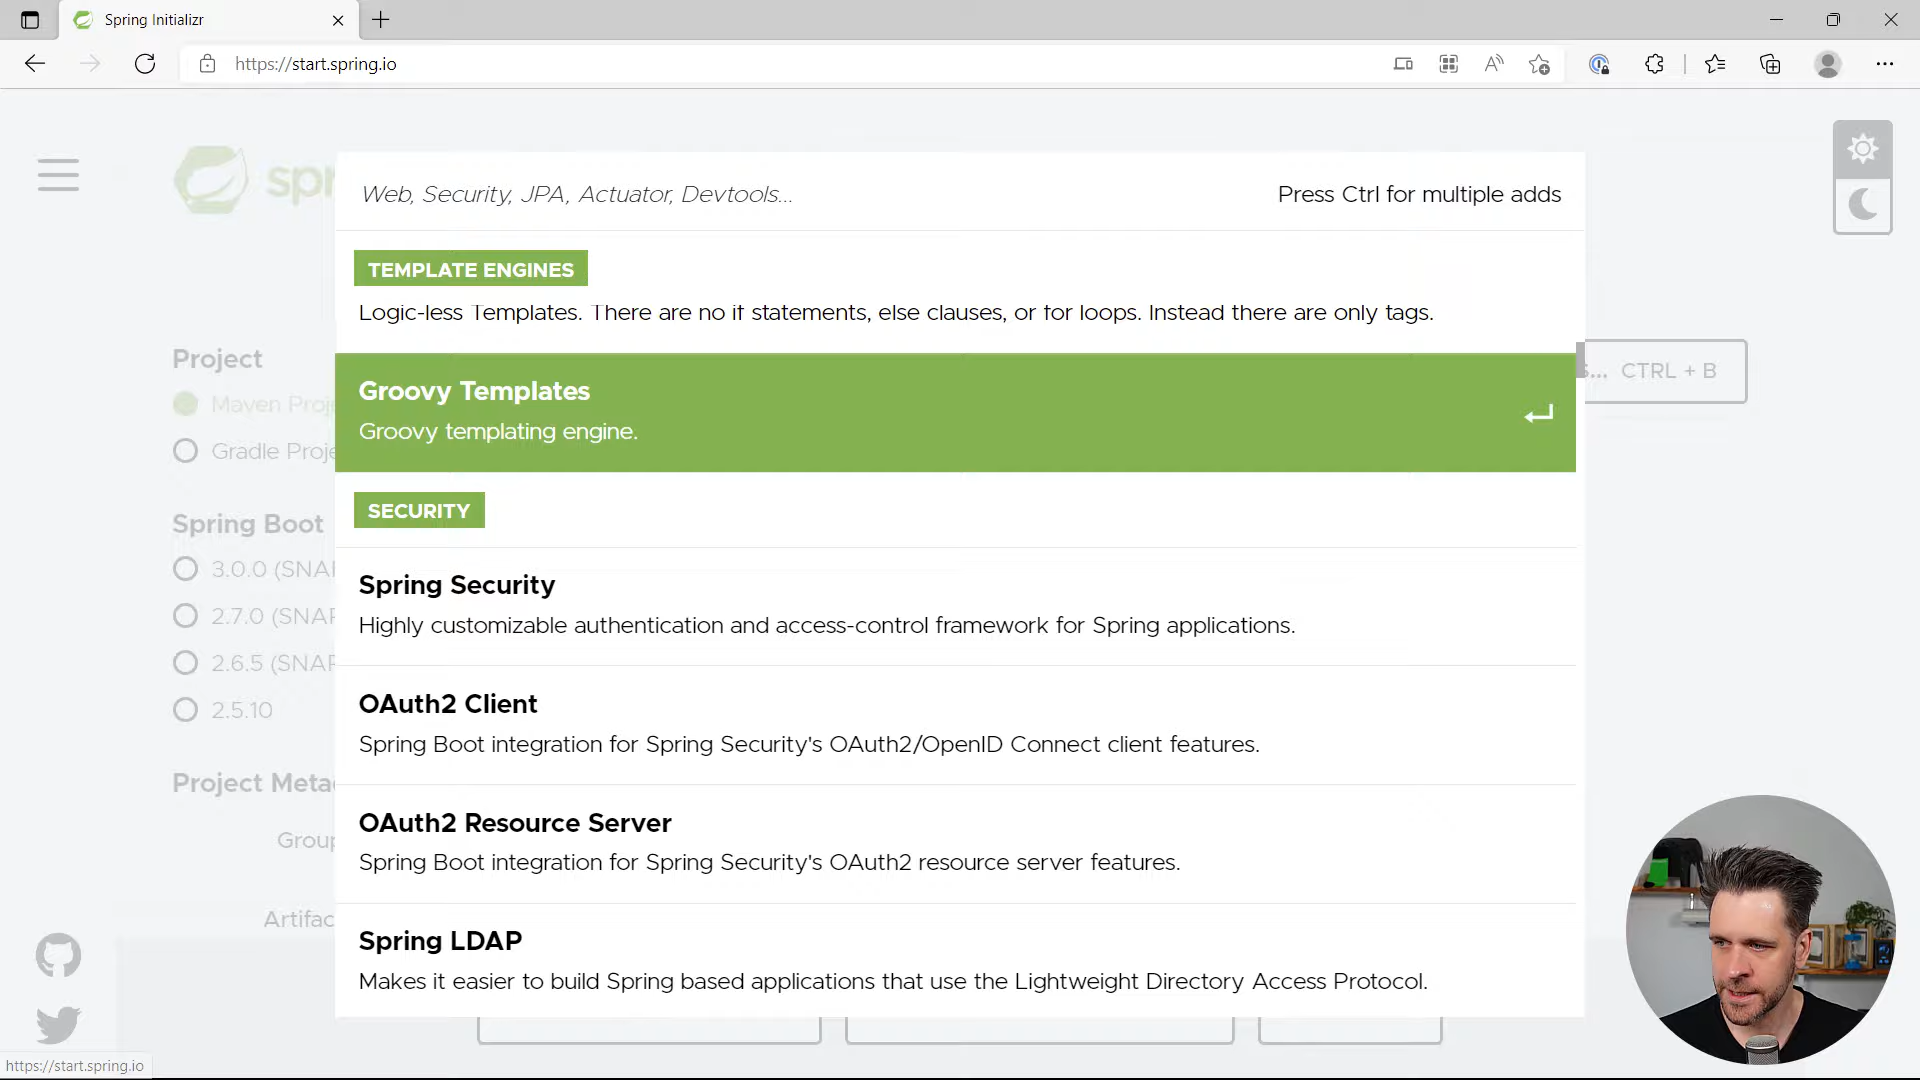 Spring Initializr
https://start.spring.io
Web, Security, JPA, Actuator, Devtools...
Press Ctrl for multiple adds
TEMPLATE ENGINES
Logic-less Templates. There are no if statements, else clauses, or for loops. Instead there are only tags.
Groovy Templates
Groovy templating engine.
SECURITY
Spring Security
Highly customizable authentication and access-control framework for Spring applications.
OAuth2 Client
Spring Boot integration for Spring Security's OAuth2/OpenID Connect client features.
OAuth2 Resource Server
Spring Boot integration for Spring Security's OAuth2 resource server features.
Spring LDAP
Makes it easier to build Spring based applications that use the Lightweight Directory Access Protocol.
spr
Project
Maven Proje
Gradle Proje
Spring Boot
3.0.0 (SNAP
2.7.0 (SNAP
2.6.5 (SNAP
2.5.10
Project Meta
Group
Artifac
S... CTRL + B
https://start.spring.io